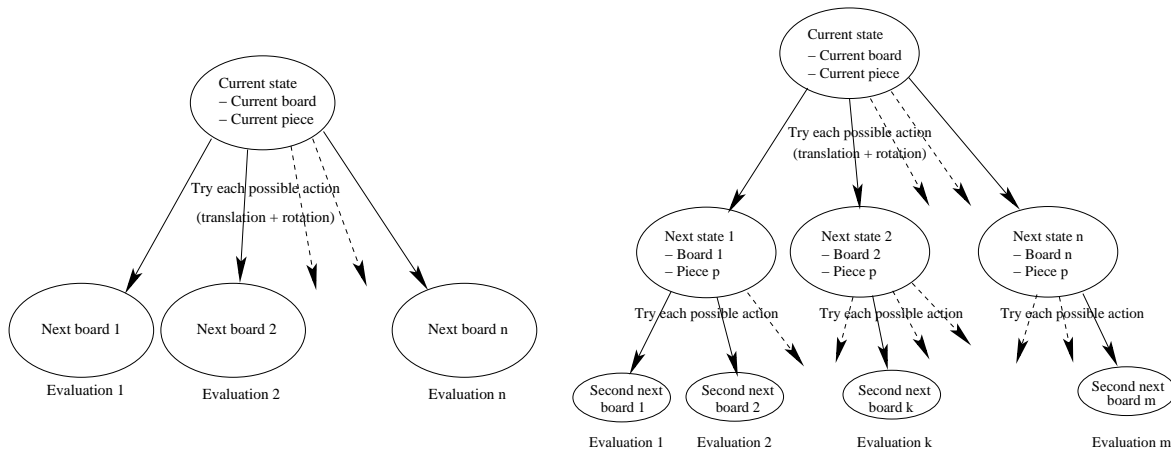 Current state
– Current board
– Current piece
Try each possible action
(translation + rotation)
Next board 1
Next board 2
Next board n
Evaluation 1
Evaluation 2
Evaluation n
Current state
– Current board
– Current piece
Try each possible action
(translation + rotation)
Next state 1
– Board 1
– Piece p
Next state 2
– Board 2
– Piece p
Next state n
– Board n
– Piece p
Try each possible action
Try each possible action
Try each possible action
Second next
board 1
Second next
board 2
Second next
board k
Second next
board m
Evaluation 1
Evaluation 2
Evaluation k
Evaluation m